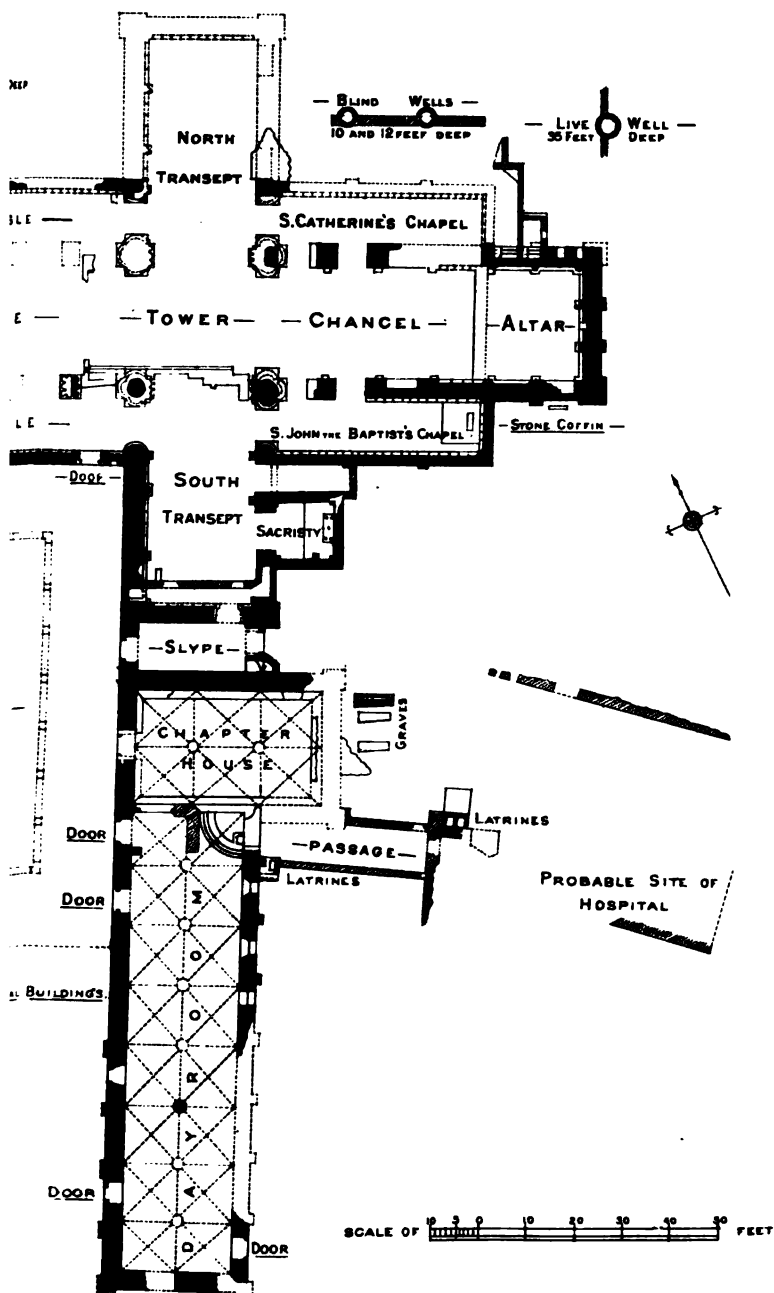 DEEP
— BLIND WELLS —
10 AND 12 FEEF DEEP
— LIVE WELL —
35 FEET DEEP
NORTH
TRANSEPT
S. CATHERINE'S CHAPEL
— TOWER — CHANCEL — ALTAR —
S. JOHN THE BAPTIST'S CHAPEL
— STONE COFFIN —
— DOOR —
SOUTH
TRANSEPT
SACRISTY
— SLYPE —
CHAPTER
HOUSE
GRAVES
LATRINES
— PASSAGE —
DOOR
LATRINES
DOOR
PROBABLE SITE OF
HOSPITAL
BUILDINGS
DAY ROOM
DOOR
DOOR
SCALE OF 10 5 0 10 20 30 40 50 FEET